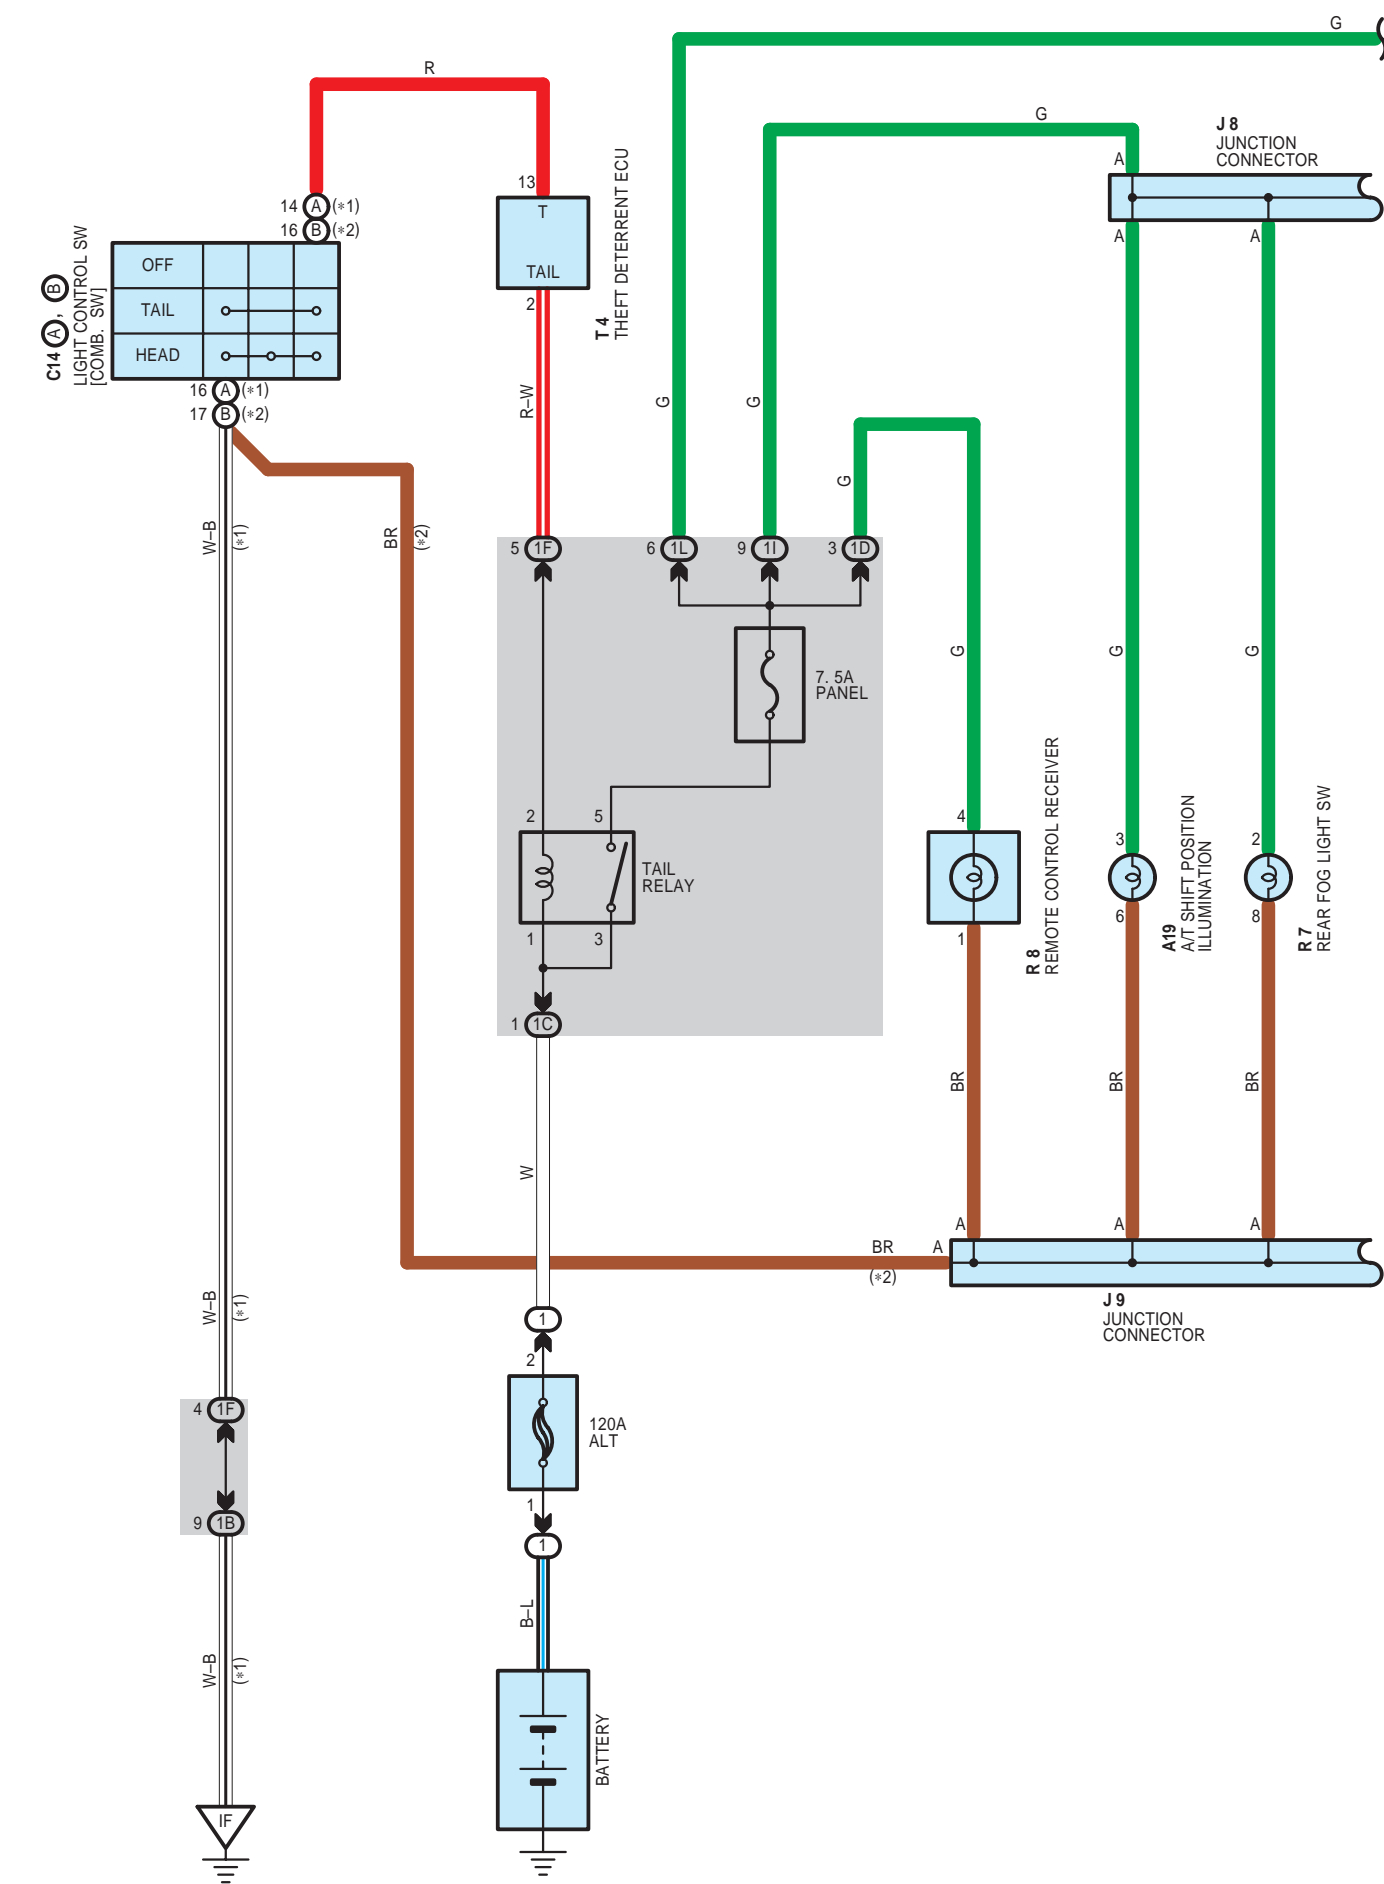 G
R
G
J 8
JUNCTION
CONNECTOR
A
13
T
TAIL
2
T 4
THEFT DETERRENT ECU
14 A (*1)
16 B (*2)
OFF
TAIL
HEAD
C14 A , B
LIGHT CONTROL SW
[COMB. SW]
16 A (*1)
17 B (*2)
A
A
R–W
G
G
G
W–B
(*1)
BR
(*2)
5 1F
6 1L
9 1I
3 1D
7. 5A
PANEL
G
G
G
2
5
TAIL
RELAY
1
3
1 1C
4
1
R 8
REMOTE CONTROL RECEIVER
3
6
A19
A/T SHIFT POSITION
ILLUMINATION
2
8
R 7
REAR FOG LIGHT SW
BR
BR
BR
W
A
A
A
BR
(*2)
A
J 9
JUNCTION
CONNECTOR
W–B
(*1)
1
2
120A
ALT
1
1
4 1F
9 1B
B–L
W–B
(*1)
BATTERY
IF